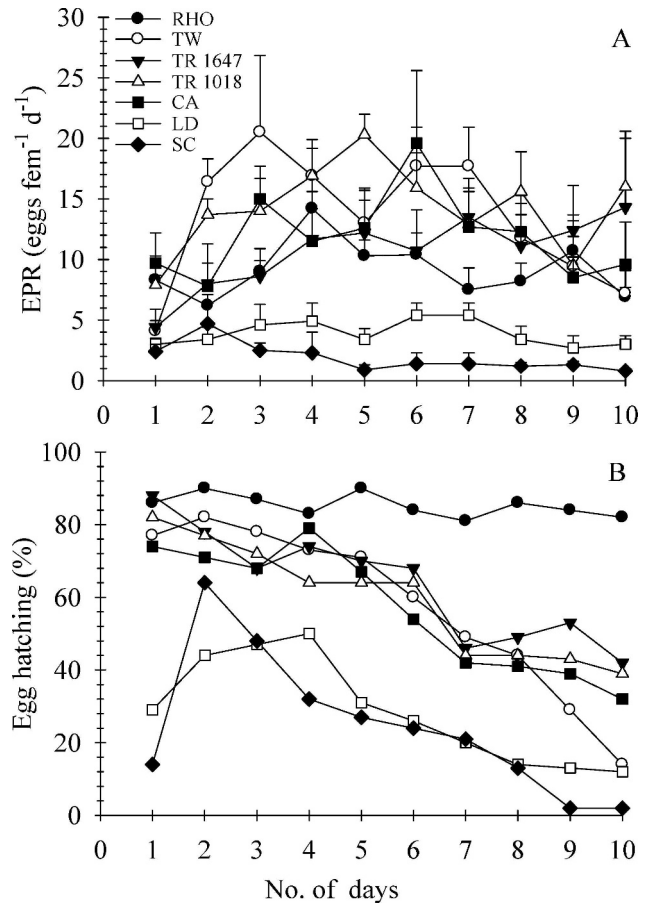 A
RHO
TW
TR 1647
TR 1018
CA
LD
SC
EPR (eggs fem⁻¹ d⁻¹)
30
25
20
15
10
5
0
0 1 2 3 4 5 6 7 8 9 10
B
Egg hatching (%)
100
80
60
40
20
0
0 1 2 3 4 5 6 7 8 9 10
No. of days